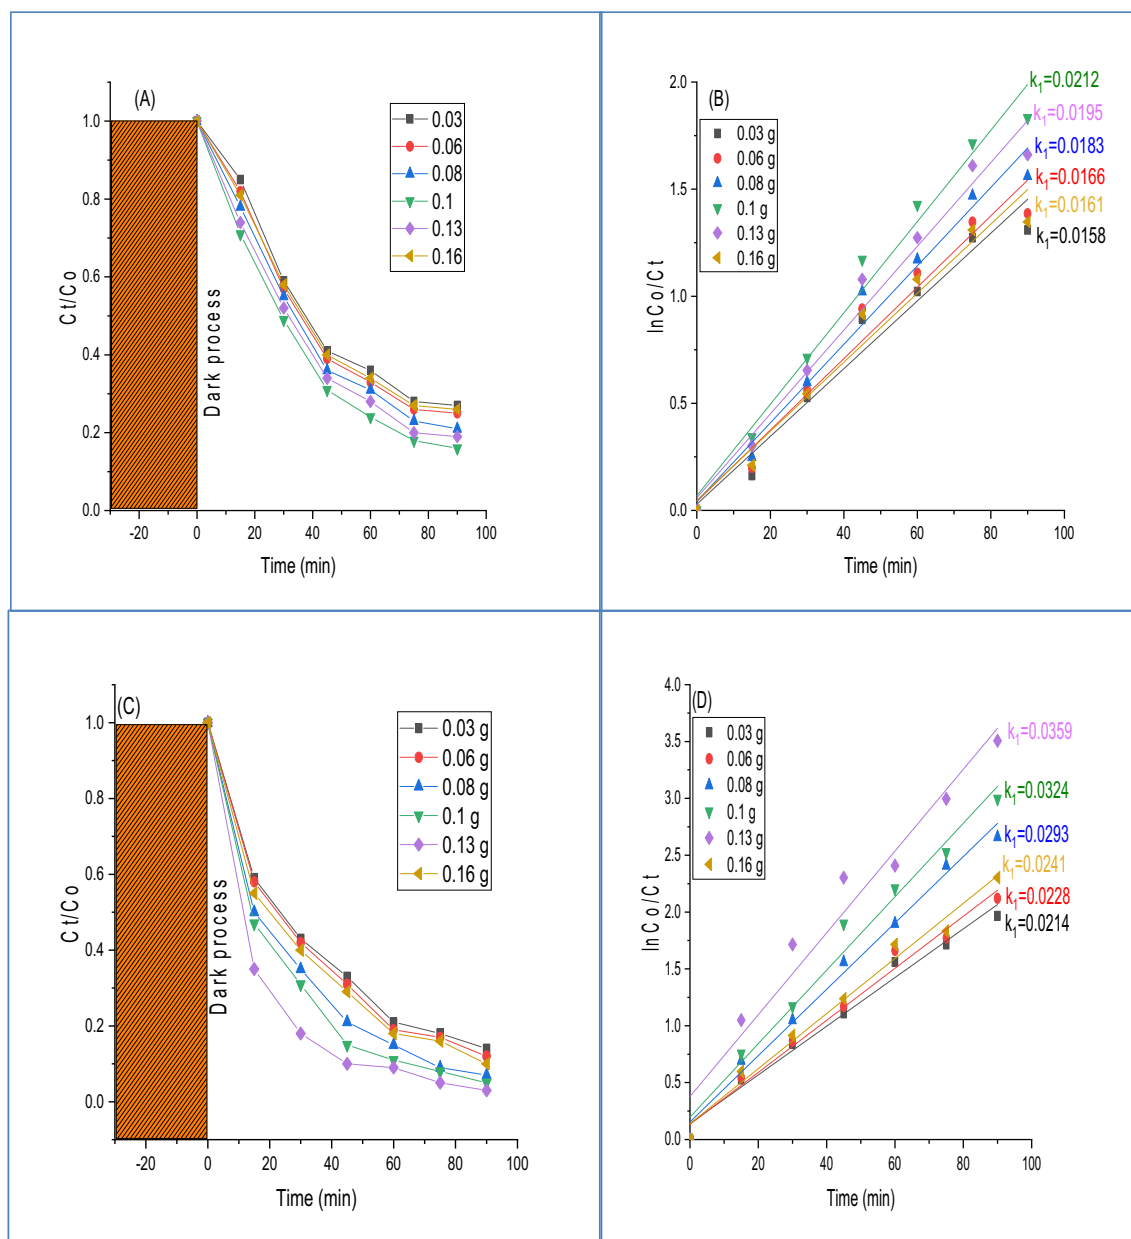 (A)
0.03
0.06
0.08
0.1
0.13
0.16
Dark process
Ct/Co
1.0
0.8
0.6
0.4
0.2
0.0
-20 0 20 40 60 80 100
Time (min)
(B)
0.03 g
0.06 g
0.08 g
0.1 g
0.13 g
0.16 g
k1=0.0212
k1=0.0195
k1=0.0183
k1=0.0166
k1=0.0161
k1=0.0158
lnCo/Ct
2.0
1.5
1.0
0.5
0.0
0 20 40 60 80 100
Time (min)
(C)
0.03 g
0.06 g
0.08 g
0.1 g
0.13 g
0.16 g
Dark process
Ct/Co
1.0
0.8
0.6
0.4
0.2
0.0
-20 0 20 40 60 80 100
Time (min)
(D)
0.03 g
0.06 g
0.08 g
0.1 g
0.13 g
0.16 g
k1=0.0359
k1=0.0324
k1=0.0293
k1=0.0241
k1=0.0228
k1=0.0214
lnCo/Ct
4.0
3.5
3.0
2.5
2.0
1.5
1.0
0.5
0.0
0 20 40 60 80 100
Time (min)